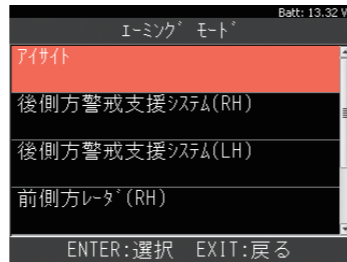 Batt: 13.32 V
ｴｰﾐﾝｸﾞ ﾓｰﾄﾞ
ｱｲｻｲﾄ
後側方警戒支援ｼｽﾃﾑ(RH)
後側方警戒支援ｼｽﾃﾑ(LH)
前側方ﾚｰﾀﾞ(RH)
ENTER:選択 EXIT:戻る